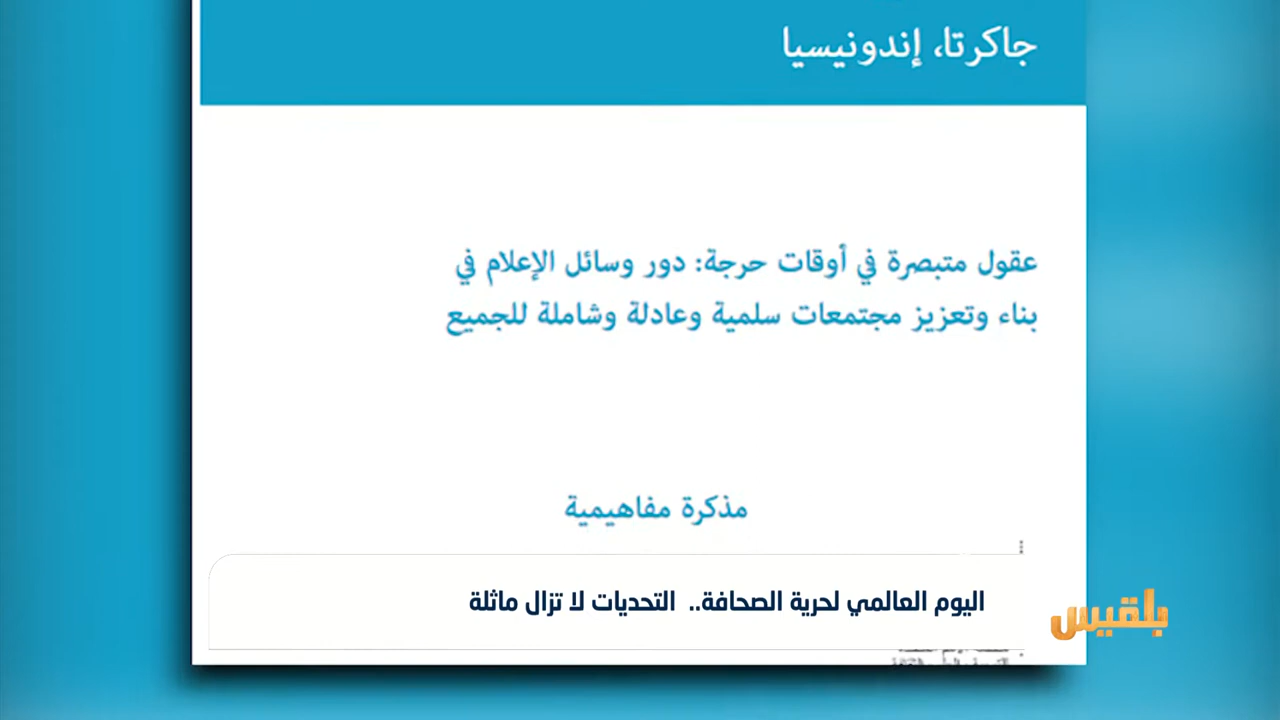 جاكرتا، إندونيسيا
عقول متبصرة في أوقات حرجة: دور وسائل الإعلام في
بناء وتعزيز مجتمعات سلمية وعادلة وشاملة للجميع
مذكرة مفاهيمية
اليوم العالمي لحرية الصحافة.. التحديات لا تزال ماثلة
بلقيس